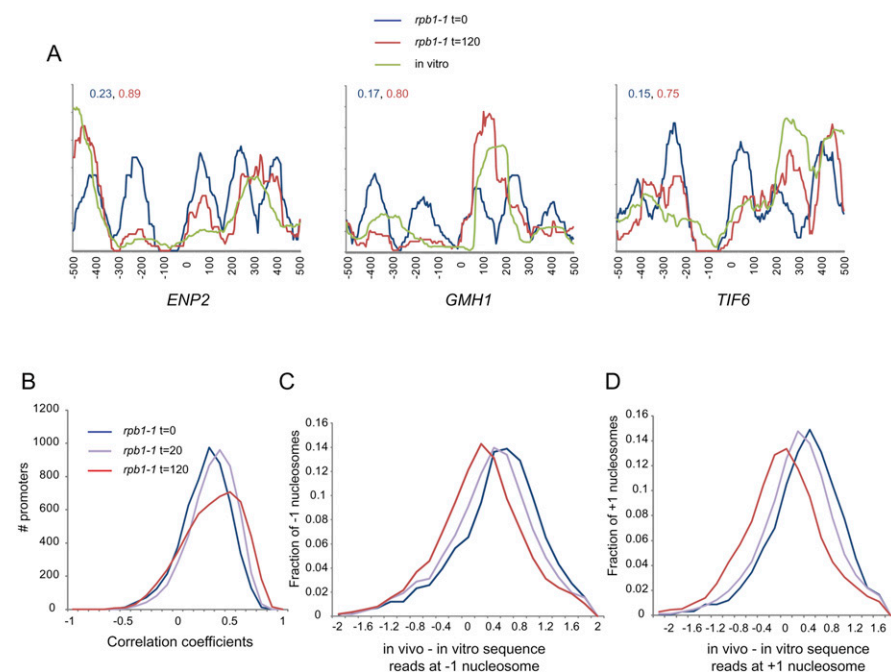 rpb1-1 t=0
rpb1-1 t=120
in vitro
A
0.23, 0.89
0.17, 0.80
0.15, 0.75
-500 -400 -300 -200 -100 0 100 200 300 400 500
-500 -400 -300 -200 -100 0 100 200 300 400 500
-500 -400 -300 -200 -100 0 100 200 300 400 500
ENP2
GMH1
TIF6
B
1200
1000
800
600
400
200
0
# promoters
rpb1-1 t=0
rpb1-1 t=20
rpb1-1 t=120
-1 -0.5 0 0.5 1
Correlation coefficients
C
0.16
0.14
0.12
0.1
0.08
0.06
0.04
0.02
0
Fraction of -1 nucleosomes
-2 -1.6 -1.2 -0.8 -0.4 0 0.4 0.8 1.2 1.6 2
in vivo - in vitro sequence
reads at -1 nucleosome
D
0.16
0.14
0.12
0.1
0.08
0.06
0.04
0.02
0
Fraction of +1 nucleosomes
-2 -1.6 -1.2 -0.8 -0.4 0 0.4 0.8 1.2 1.6
in vivo - in vitro sequence
reads at +1 nucleosome